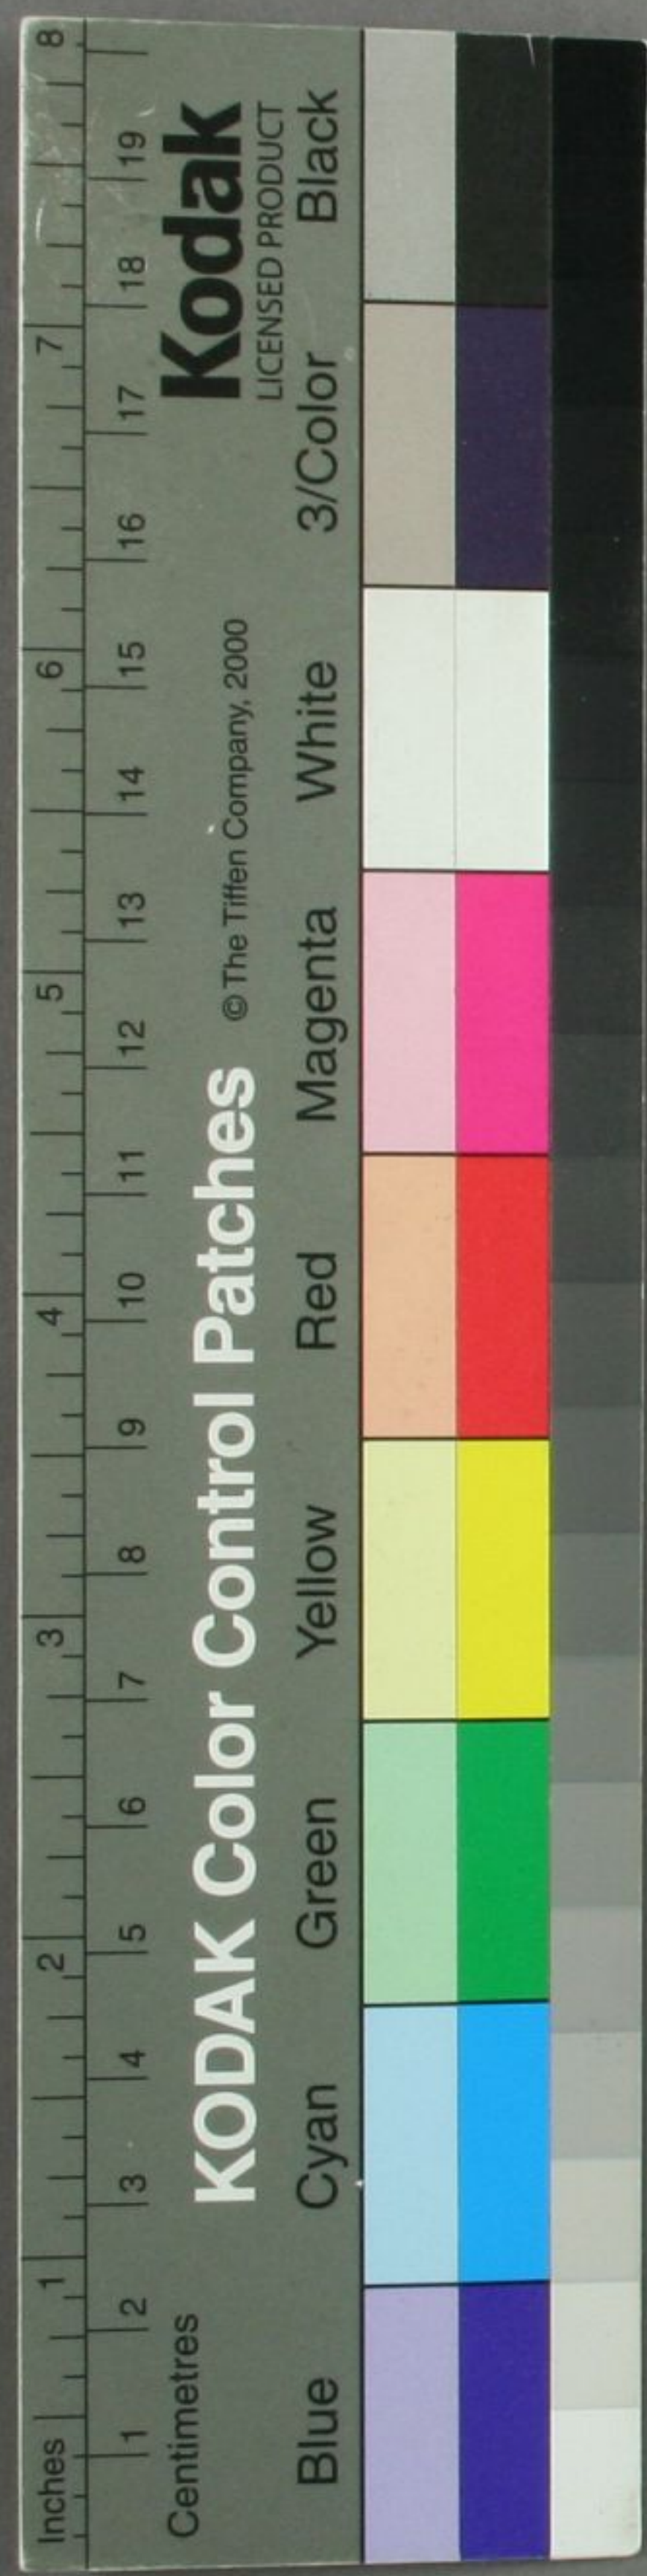 Inches 1 2 3 4 5 6 7 8
1 2 3 4 5 6 7 8 9 10 11 12 13 14 15 16 17 18 19
Centimetres
KODAK Color Control Patches © The Tiffen Company, 2000 Kodak
LICENSED PRODUCT
Blue Cyan Green Yellow Red Magenta White 3/Color Black